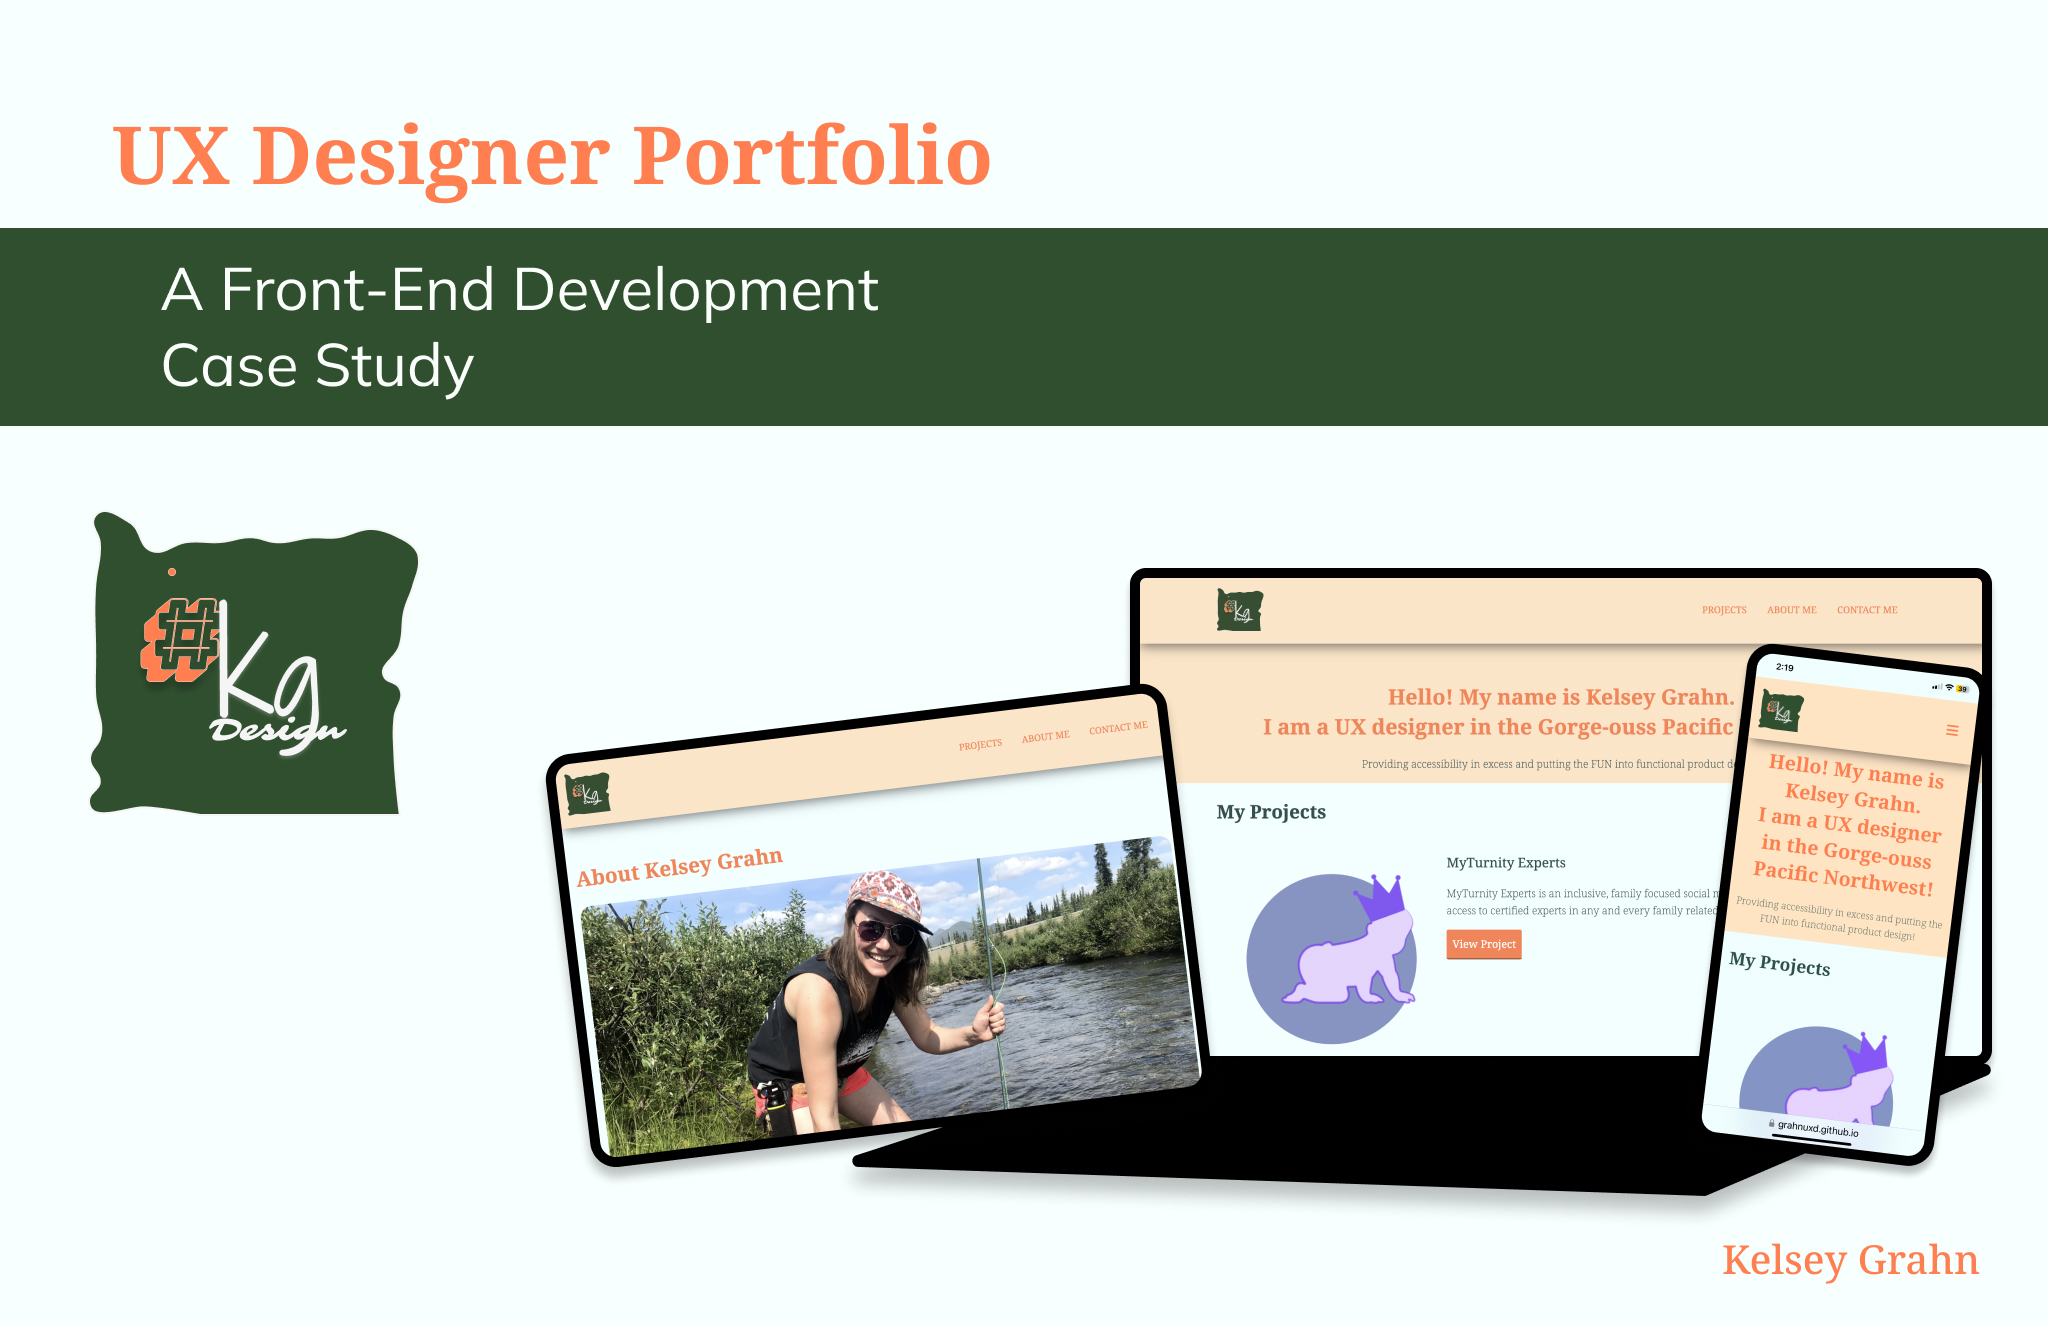 UX Designer Portfolio
A Front-End Development
Case Study
#Kg
Design
PROJECTS ABOUT ME CONTACT ME
Kg
Design
About Kelsey Grahn
Kg
PROJECTS ABOUT ME CONTACT ME
Hello! My name is Kelsey Grahn.
I am a UX designer in the Gorge-ouss Pacific
Providing accessibility in excess and putting the FUN into functional product
My Projects
MyTurnity Experts
MyTurnity Experts is an inclusive, family focused social
access to certified experts in any and every family related
View Project
2:19
39
Kg
Hello! My name is
Kelsey Grahn.
I am a UX designer
in the Gorge-ouss
Pacific Northwest!
Providing accessibility in excess and putting the
FUN into functional product design!
My Projects
grahnuxd.github.io
Kelsey Grahn